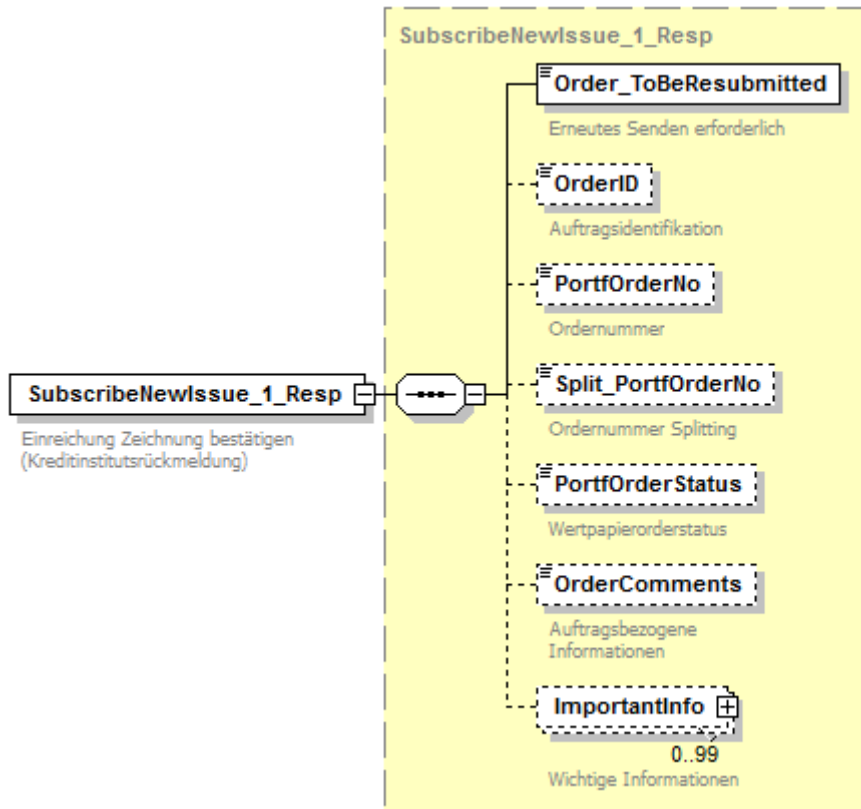 SubscribeNewIssue_1_Resp
Order_ToBeResubmitted
Erneutes Senden erforderlich
OrderID
Auftragsidentifikation
PortfOrderNo
Ordernummer
SubscribeNewIssue_1_Resp
Einreichung Zeichnung bestätigen
(Kreditinstitutsrückmeldung)
Split_PortfOrderNo
Ordernummer Splitting
PortfOrderStatus
Wertpapierorderstatus
OrderComments
Auftragsbezogene
Informationen
ImportantInfo
0..99
Wichtige Informationen